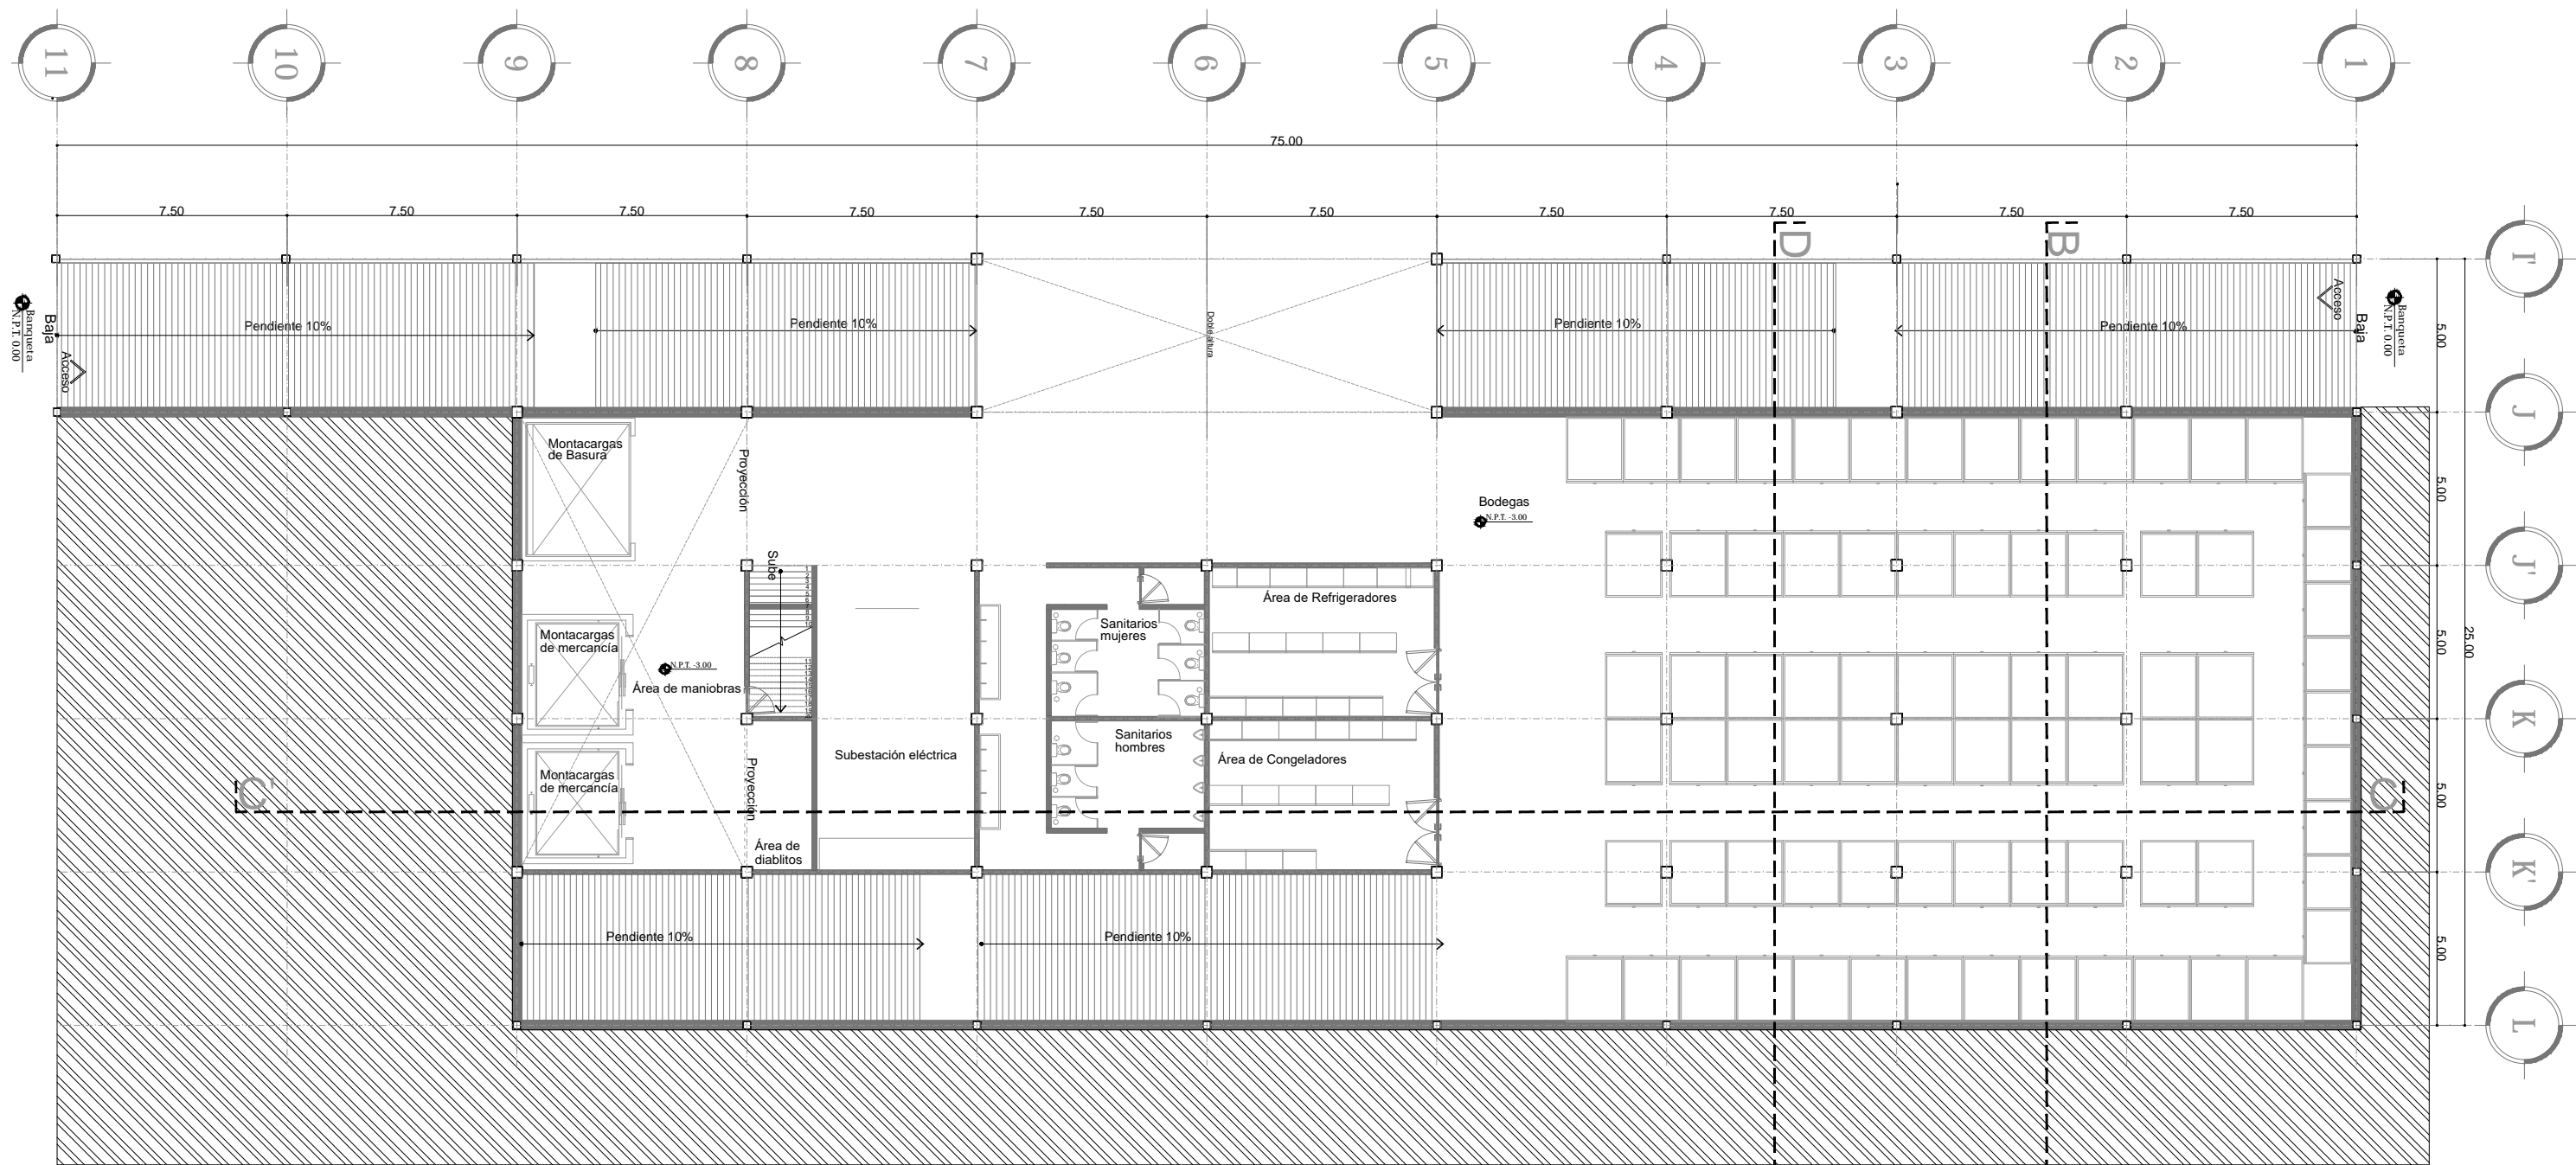 11
10
9
8
7
6
5
4
3
2
1
75.00
7.50
7.50
7.50
7.50
7.50
7.50
7.50
7.50
7.50
7.50
D
B
I'
J
J'
K
K'
L
5.00
5.00
5.00
5.00
5.00
25.00
Banqueta
N.P.T. 0.00
Baja
Acceso
Pendiente 10%
Pendiente 10%
Doble altura
Pendiente 10%
Pendiente 10%
Acceso
Baja
Banqueta
N.P.T. 0.00
Montacargas
de Basura
Proyección
Bodegas
N.P.T. -3.00
Sube
Área de Refrigeradores
Sanitarios
mujeres
Montacargas
de mercancía
N.P.T. -3.00
Área de maniobras
Sanitarios
hombres
Subestación eléctrica
Área de Congeladores
Montacargas
de mercancía
Proyección
C
C
Área de
diablitos
Pendiente 10%
Pendiente 10%